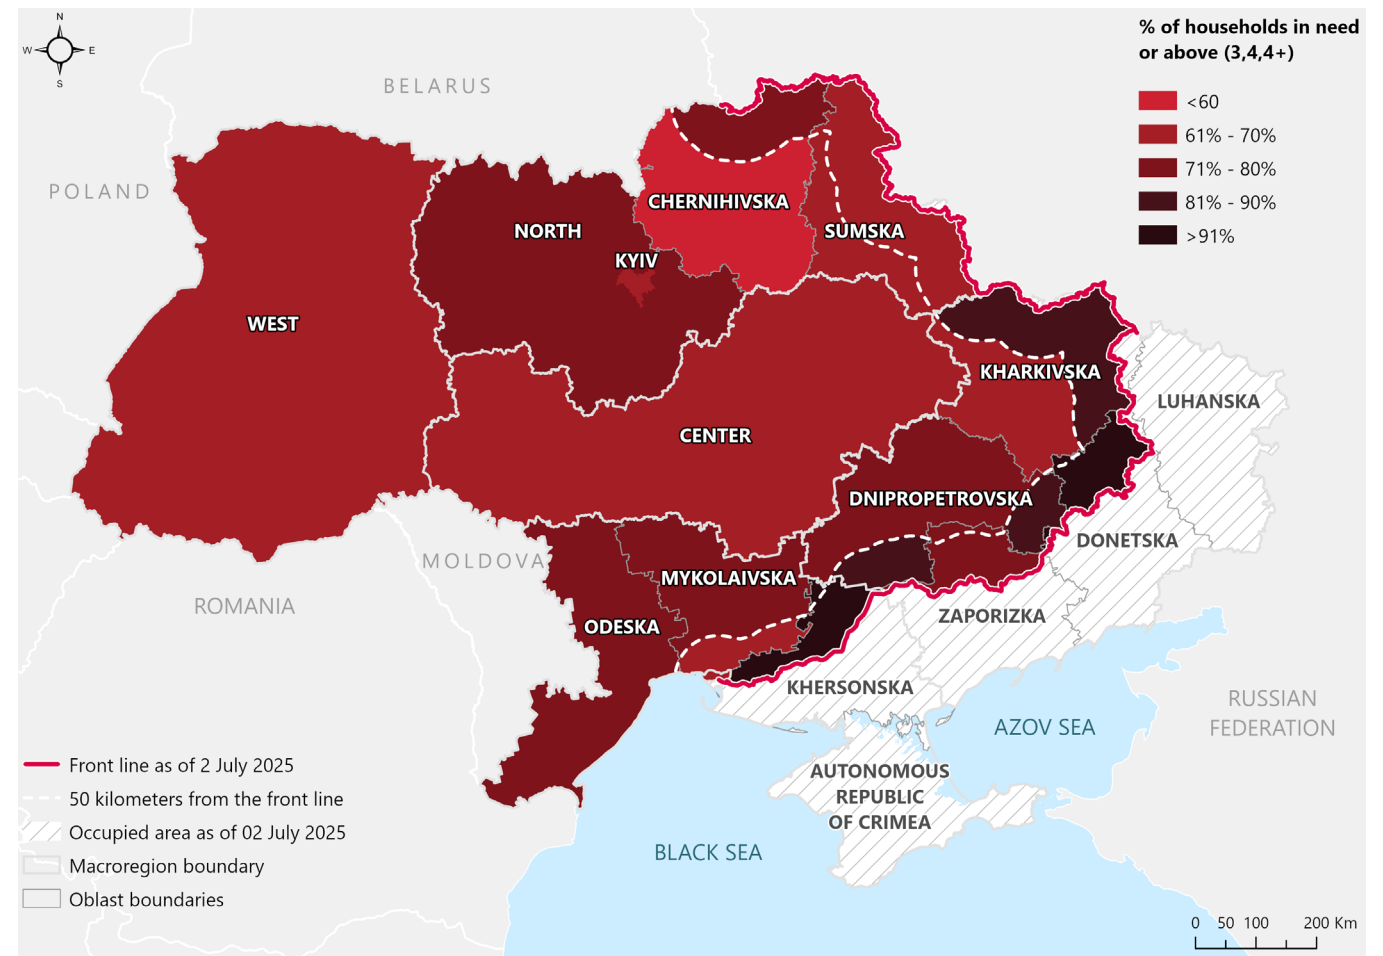 N
W
E
S
% of households in need
or above (3,4,4+)
<60
61% - 70%
71% - 80%
81% - 90%
>91%
BELARUS
POLAND
CHERNIHIVSKA
NORTH
SUMSKA
KYIV
WEST
KHARKIVSKA
LUHANSKA
CENTER
DNIPROPETROVSKA
DONETSKA
MOLDOVA
MYKOLAIVSKA
ROMANIA
ZAPORIZKA
ODESKA
KHERSONSKA
RUSSIAN
FEDERATION
AZOV SEA
AUTONOMOUS
REPUBLIC
OF CRIMEA
BLACK SEA
Front line as of 2 July 2025
50 kilometers from the front line
Occupied area as of 02 July 2025
Macroregion boundary
Oblast boundaries
0 50 100 200 Km